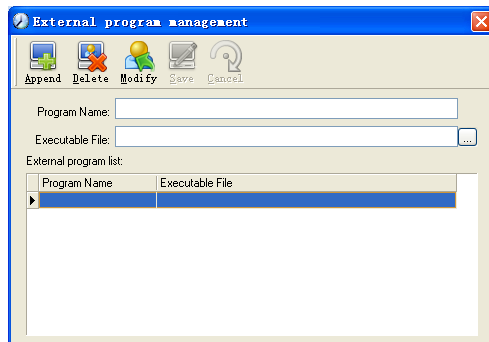 External program management
Append Delete Modify Save Cancel
Program Name:
Executable File:
...
External program list:
Program Name Executable File